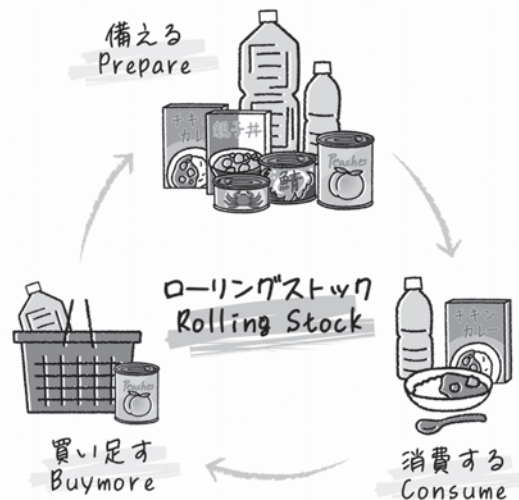 備える
Prepare
チキン
カレー
親子丼
鯖
Peaches
ローリングストック
Rolling Stock
チキン
カレー
Peaches
買い足す
Buymore
消費する
Consume